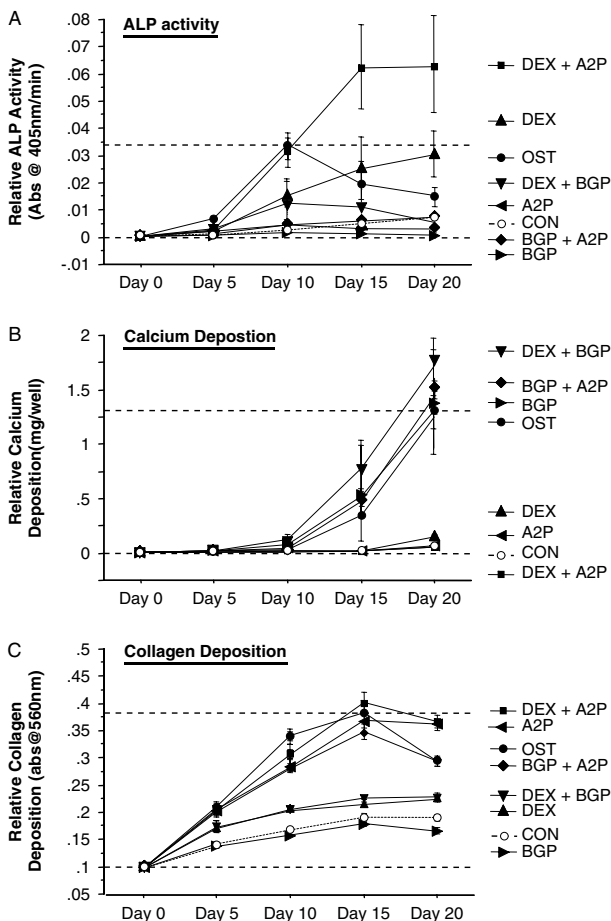 A
ALP activity
Relative ALP Activity
(Abs @ 405nm/min)
.08
.07
.06
.05
.04
.03
.02
.01
0
-.01
Day 0 Day 5 Day 10 Day 15 Day 20
DEX + A2P
DEX
OST
DEX + BGP
A2P
CON
BGP + A2P
BGP
B
Calcium Depostion
Relative Calcium
Deposition(mg/well)
2
1.5
1
.5
0
Day 0 Day 5 Day 10 Day 15 Day 20
DEX + BGP
BGP + A2P
BGP
OST
DEX
A2P
CON
DEX + A2P
C
Collagen Deposition
Relative Collagen
Deposition (abs@560nm)
.5
.45
.4
.35
.3
.25
.2
.15
.1
.05
Day 0 Day 5 Day 10 Day 15 Day 20
DEX + A2P
A2P
OST
BGP + A2P
DEX + BGP
DEX
CON
BGP